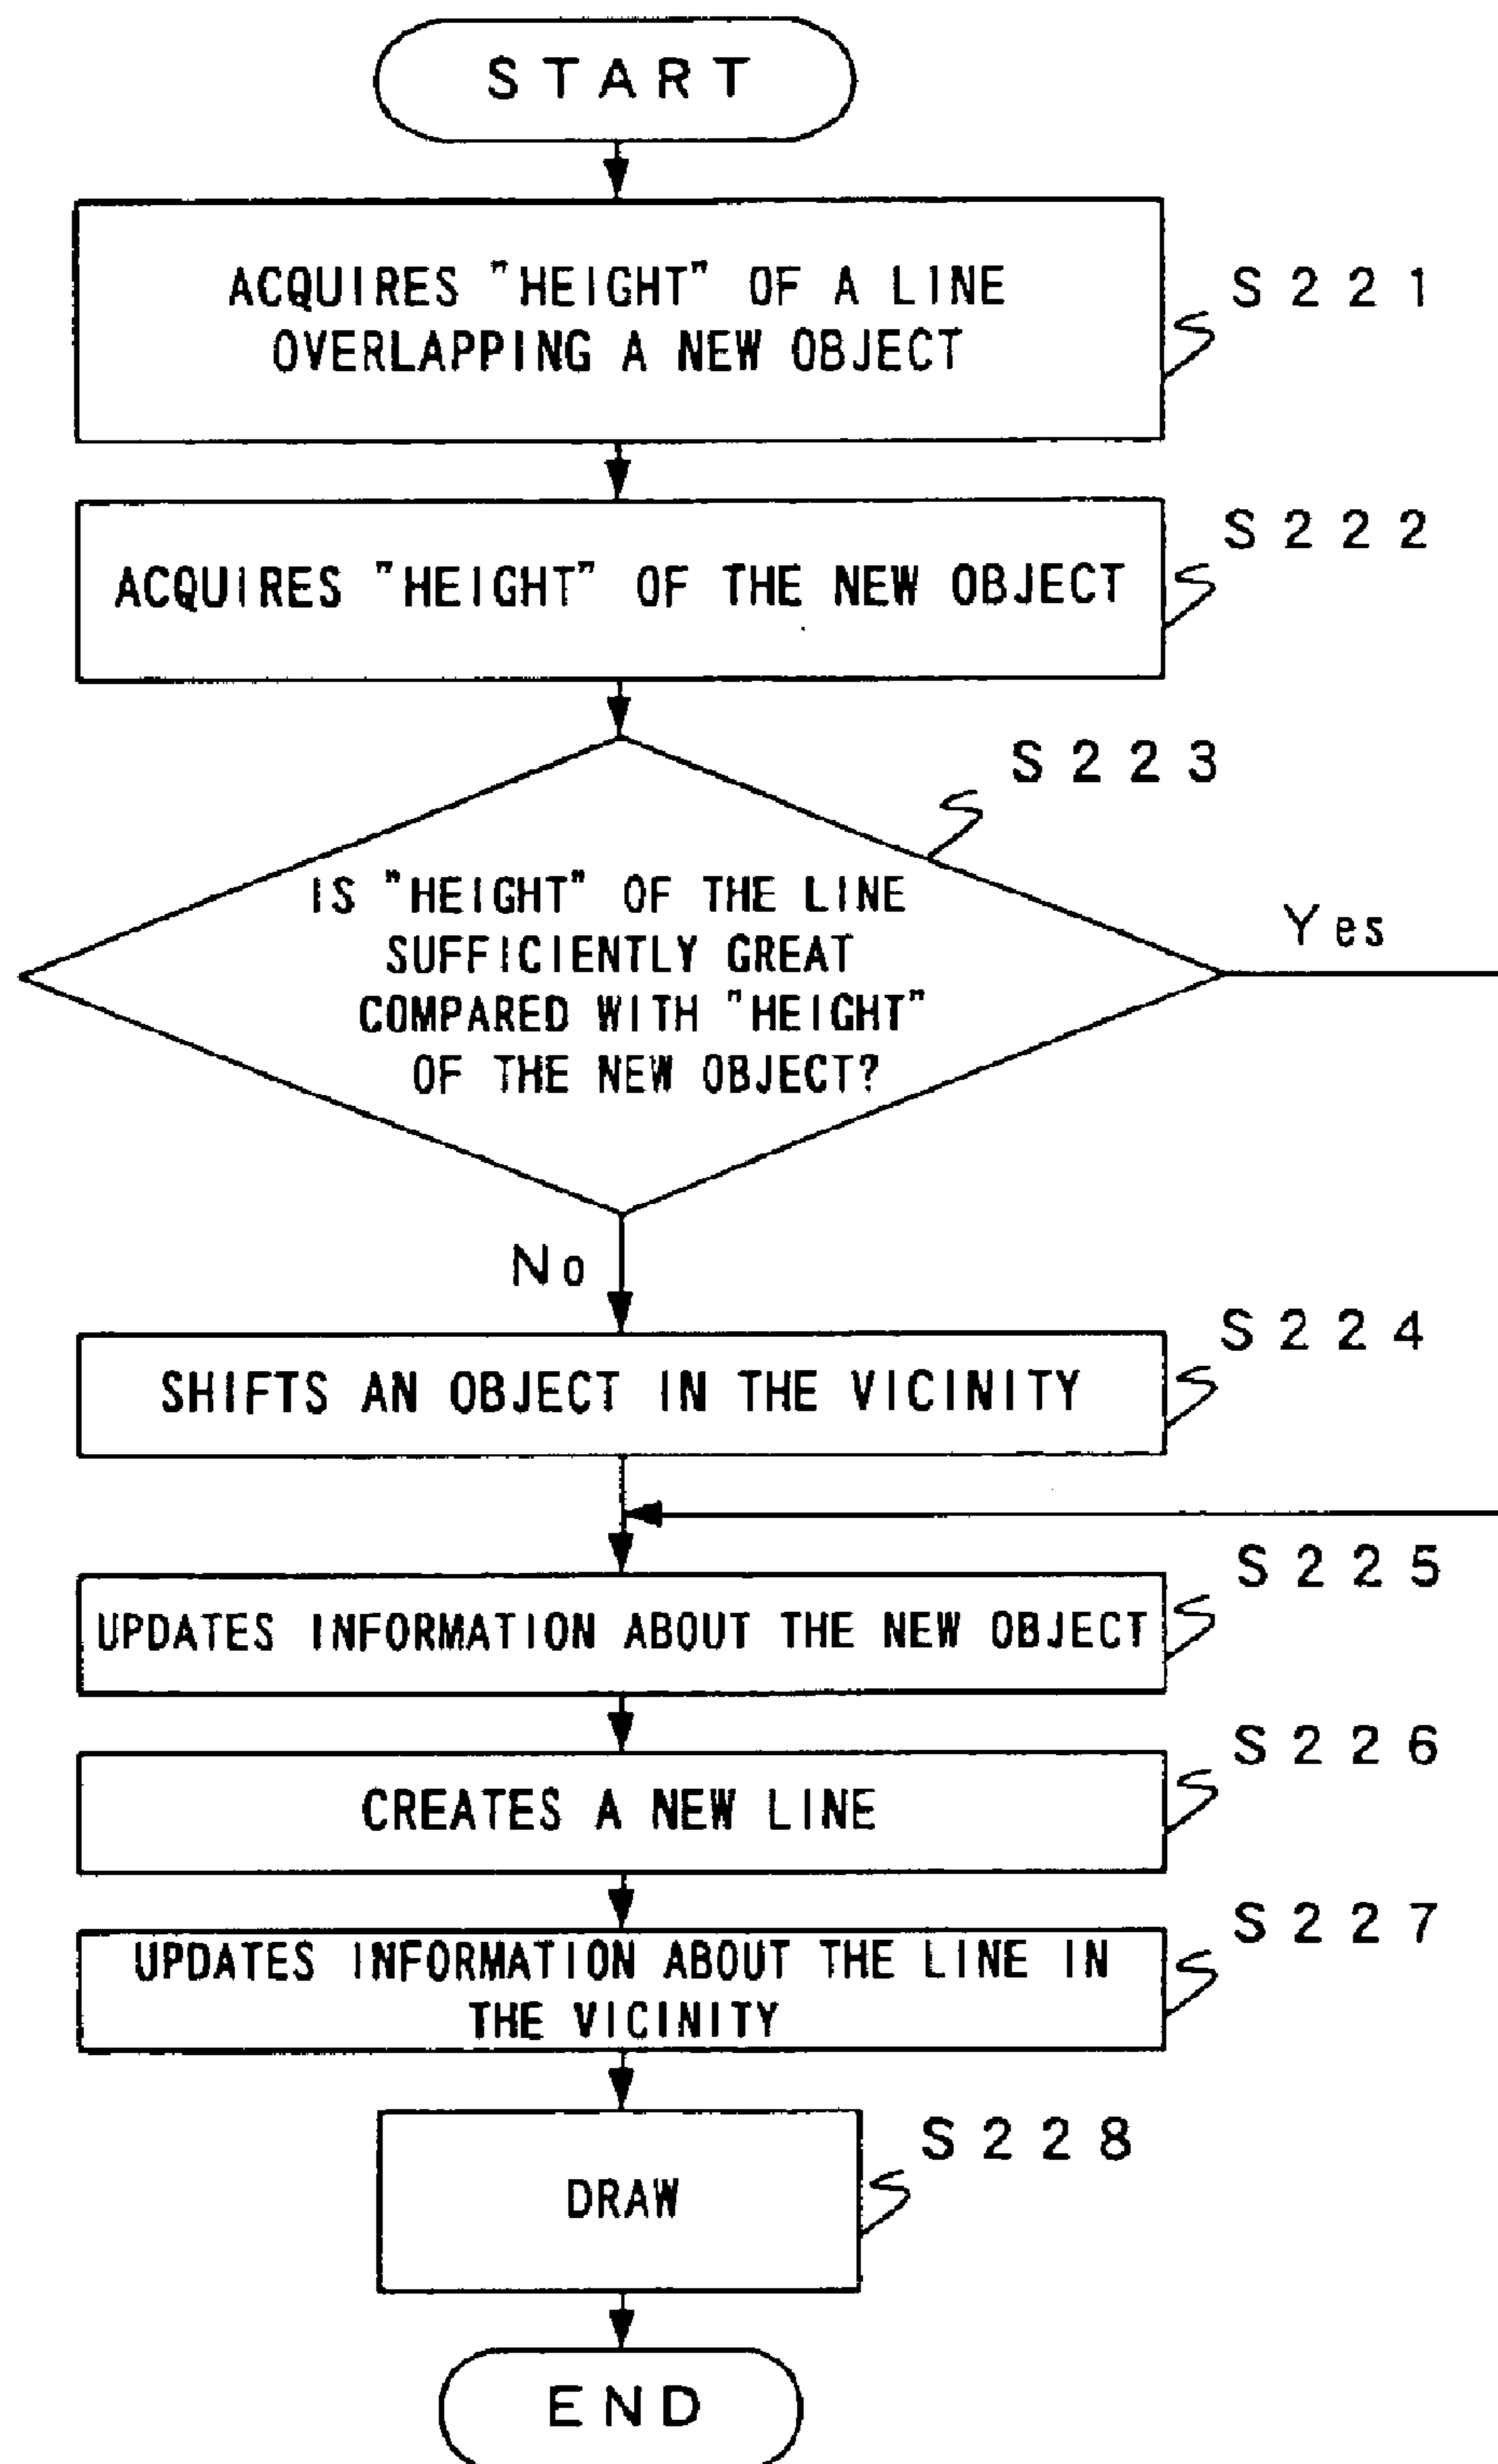 START
ACQUIRES "HEIGHT" OF A LINE
OVERLAPPING A NEW OBJECT
S221
ACQUIRES "HEIGHT" OF THE NEW OBJECT
S222
S223
IS "HEIGHT" OF THE LINE
SUFFICIENTLY GREAT
COMPARED WITH "HEIGHT"
OF THE NEW OBJECT?
Yes
No
SHIFTS AN OBJECT IN THE VICINITY
S224
UPDATES INFORMATION ABOUT THE NEW OBJECT
S225
CREATES A NEW LINE
S226
UPDATES INFORMATION ABOUT THE LINE IN
THE VICINITY
S227
DRAW
S228
END